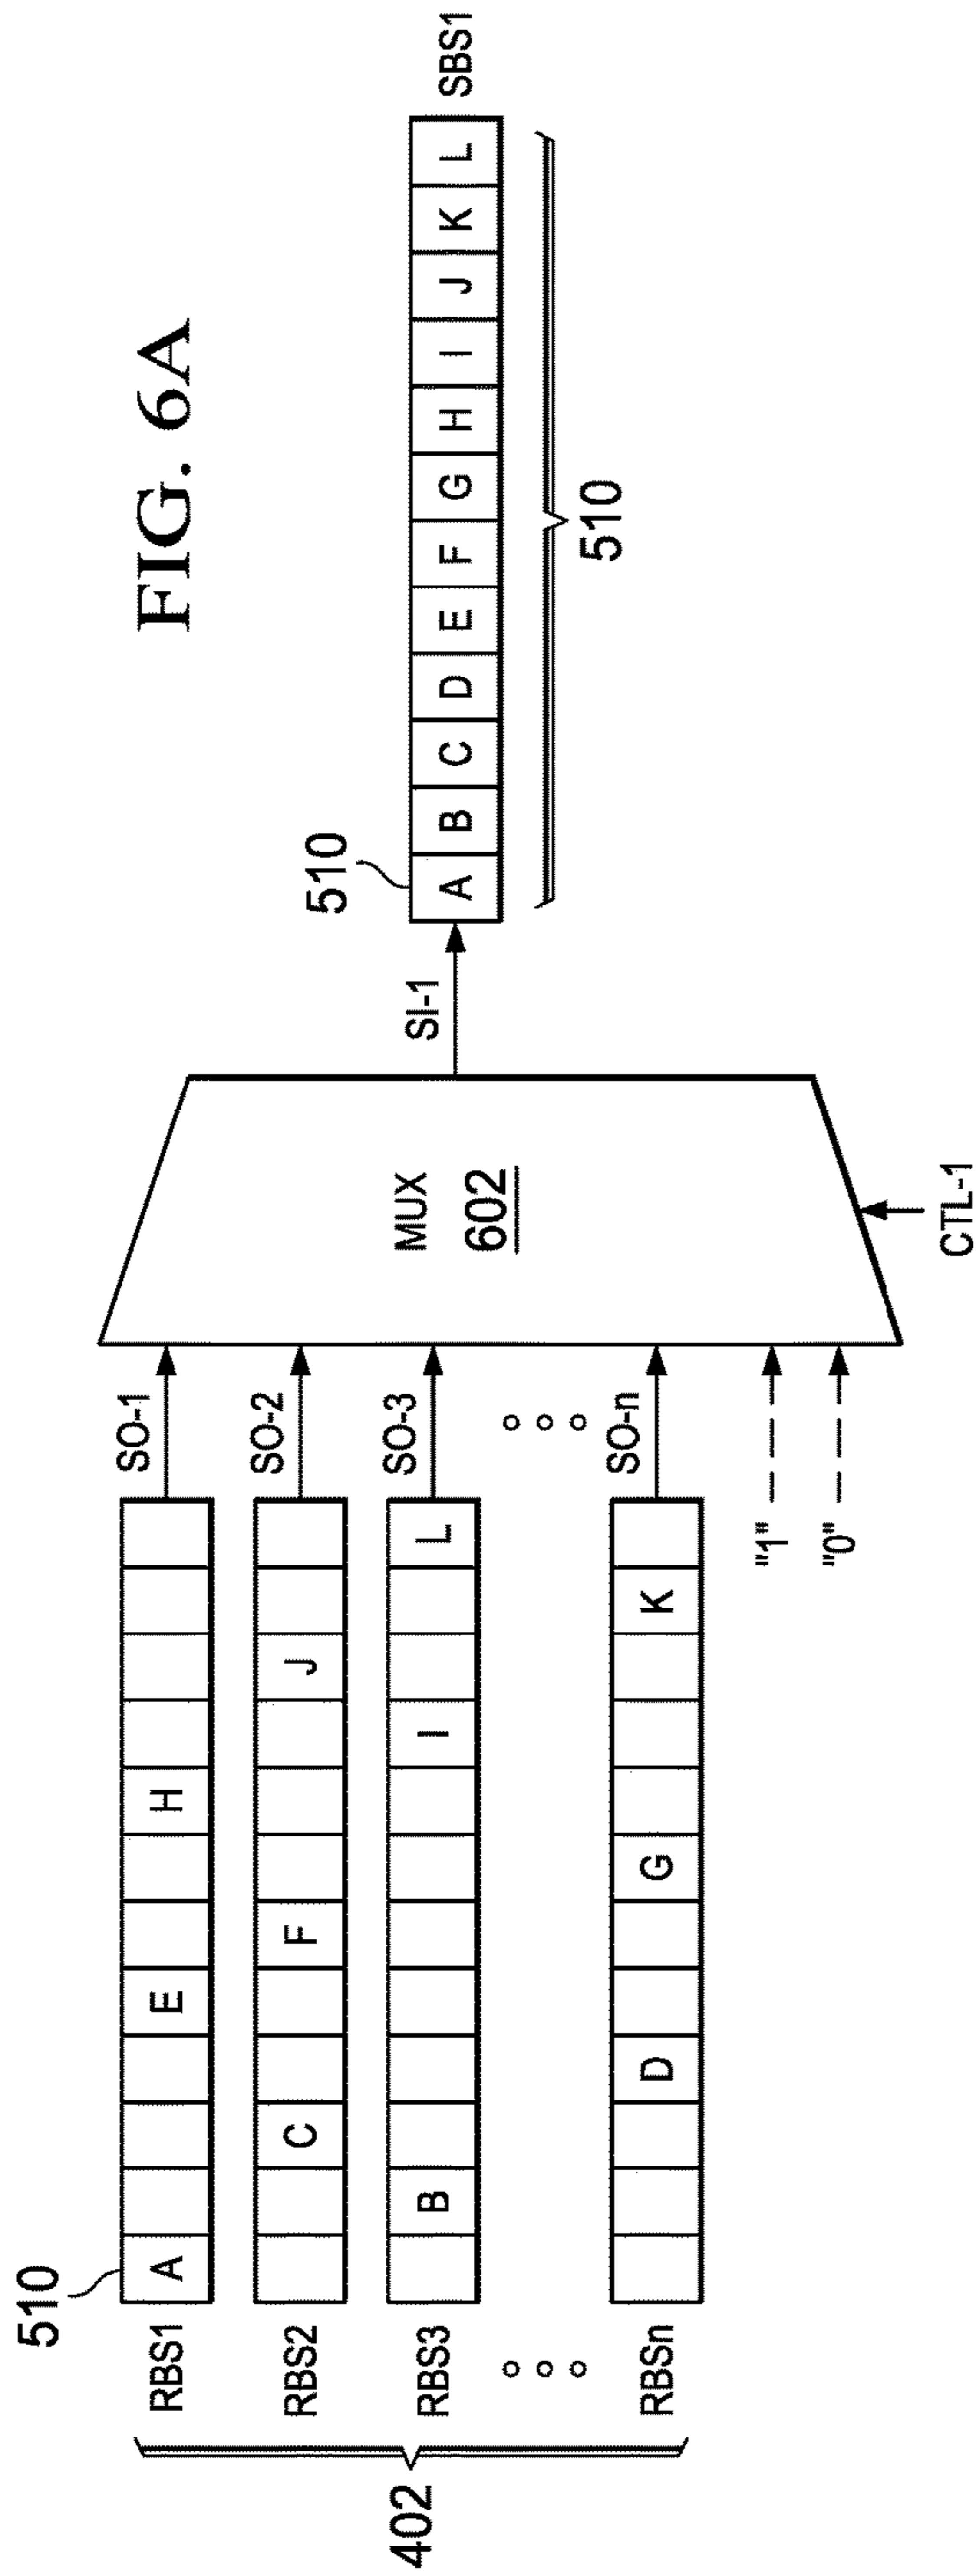 FIG. 6A
510
RBS1 A E H SO-1
RBS2 C F J SO-2
RBS3 B I L SO-3
RBSn D G K SO-n
"1"
"0"
402
MUX
602
CTL-1
SI-1
510
A B C D E F G H I J K L SBS1
510